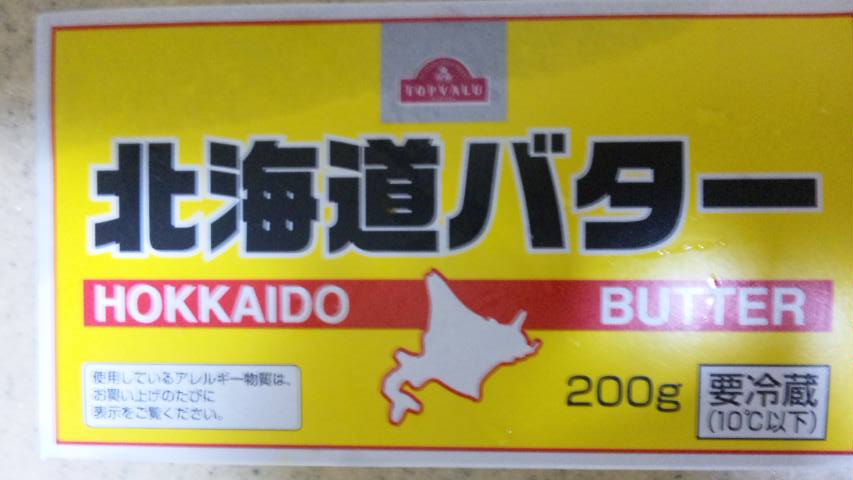 TOPVALU
北海道バター
HOKKAIDO BUTTER
使用しているアレルギー物質は、
お買い上げのたびに
表示をご覧ください。
200g
要冷蔵
(10℃以下)